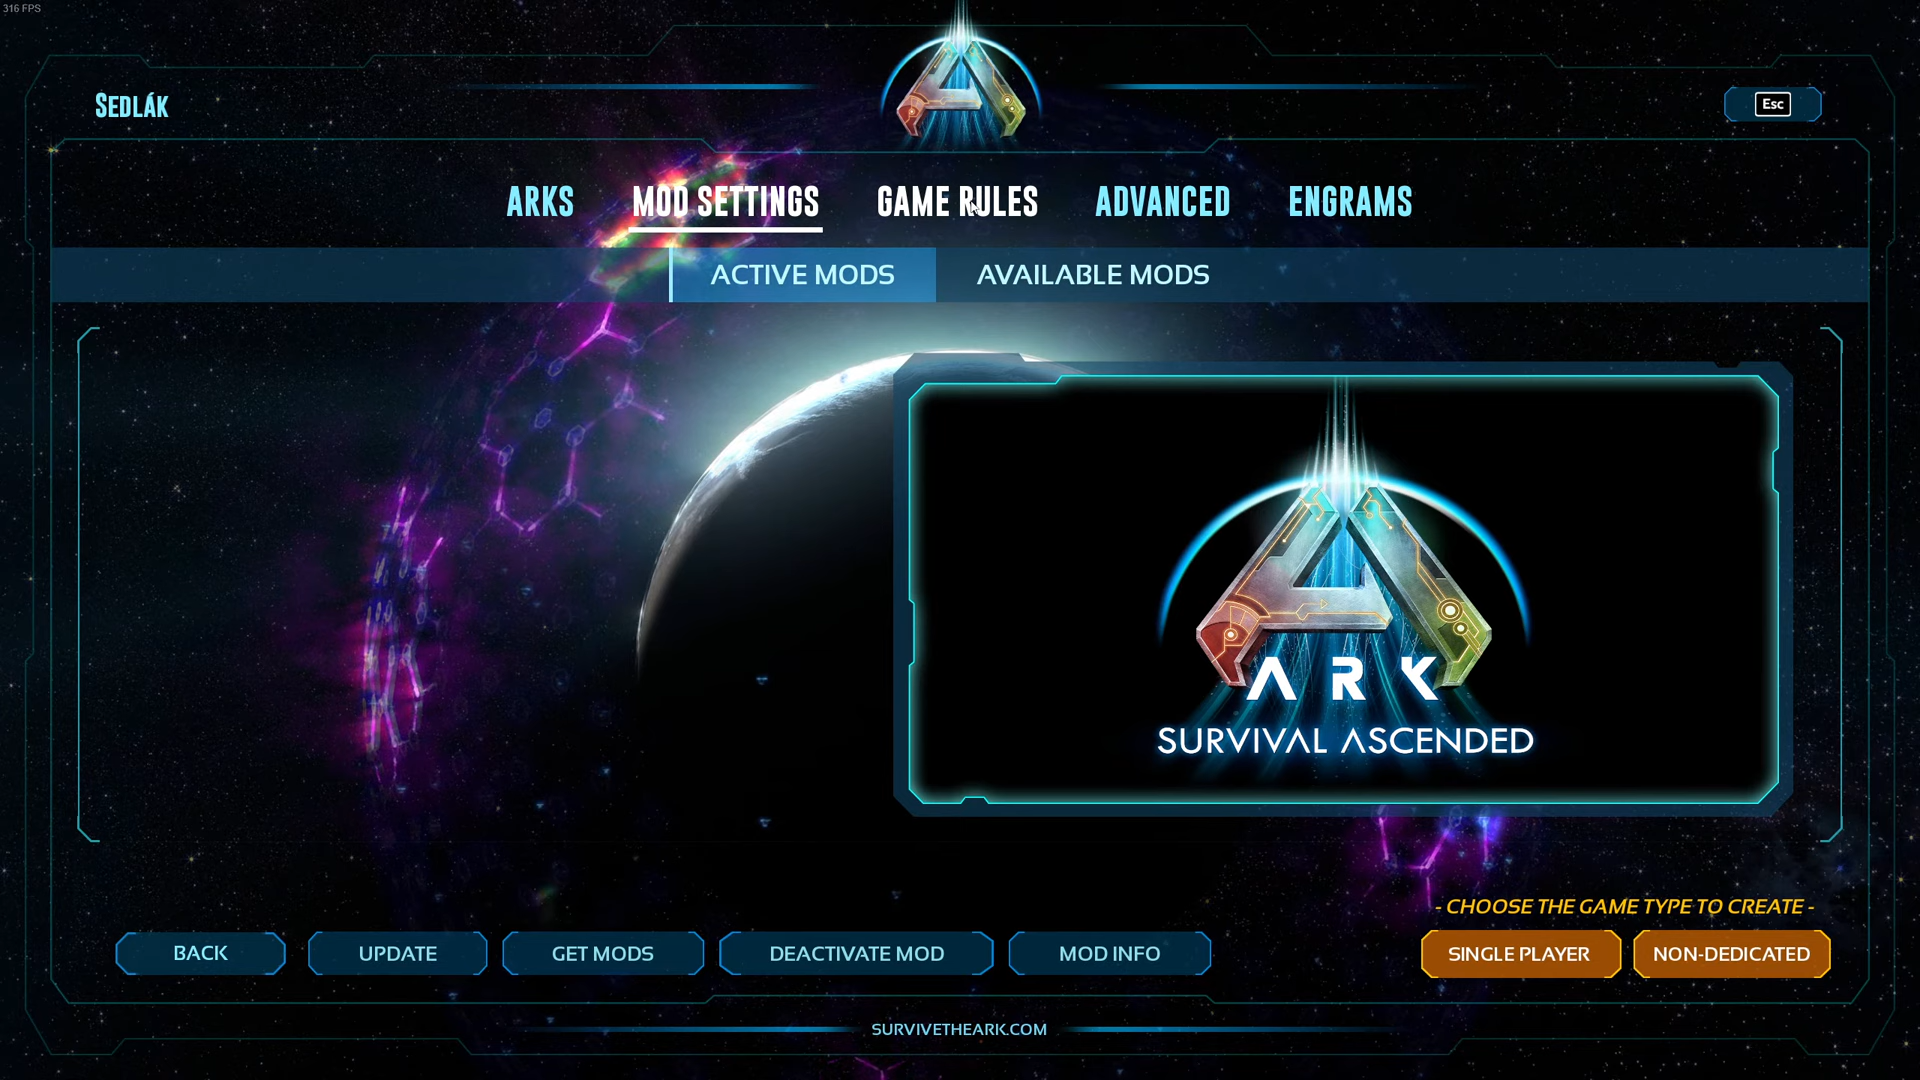 316 FPS
SEDLÁK
Esc
ARKS
MOD SETTINGS
GAME RULES
ADVANCED
ENGRAMS
ACTIVE MODS
AVAILABLE MODS
ARK
SURVIVAL ASCENDED
- CHOOSE THE GAME TYPE TO CREATE -
BACK
UPDATE
GET MODS
DEACTIVATE MOD
MOD INFO
SINGLE PLAYER
NON-DEDICATED
SURVIVETHEARK.COM